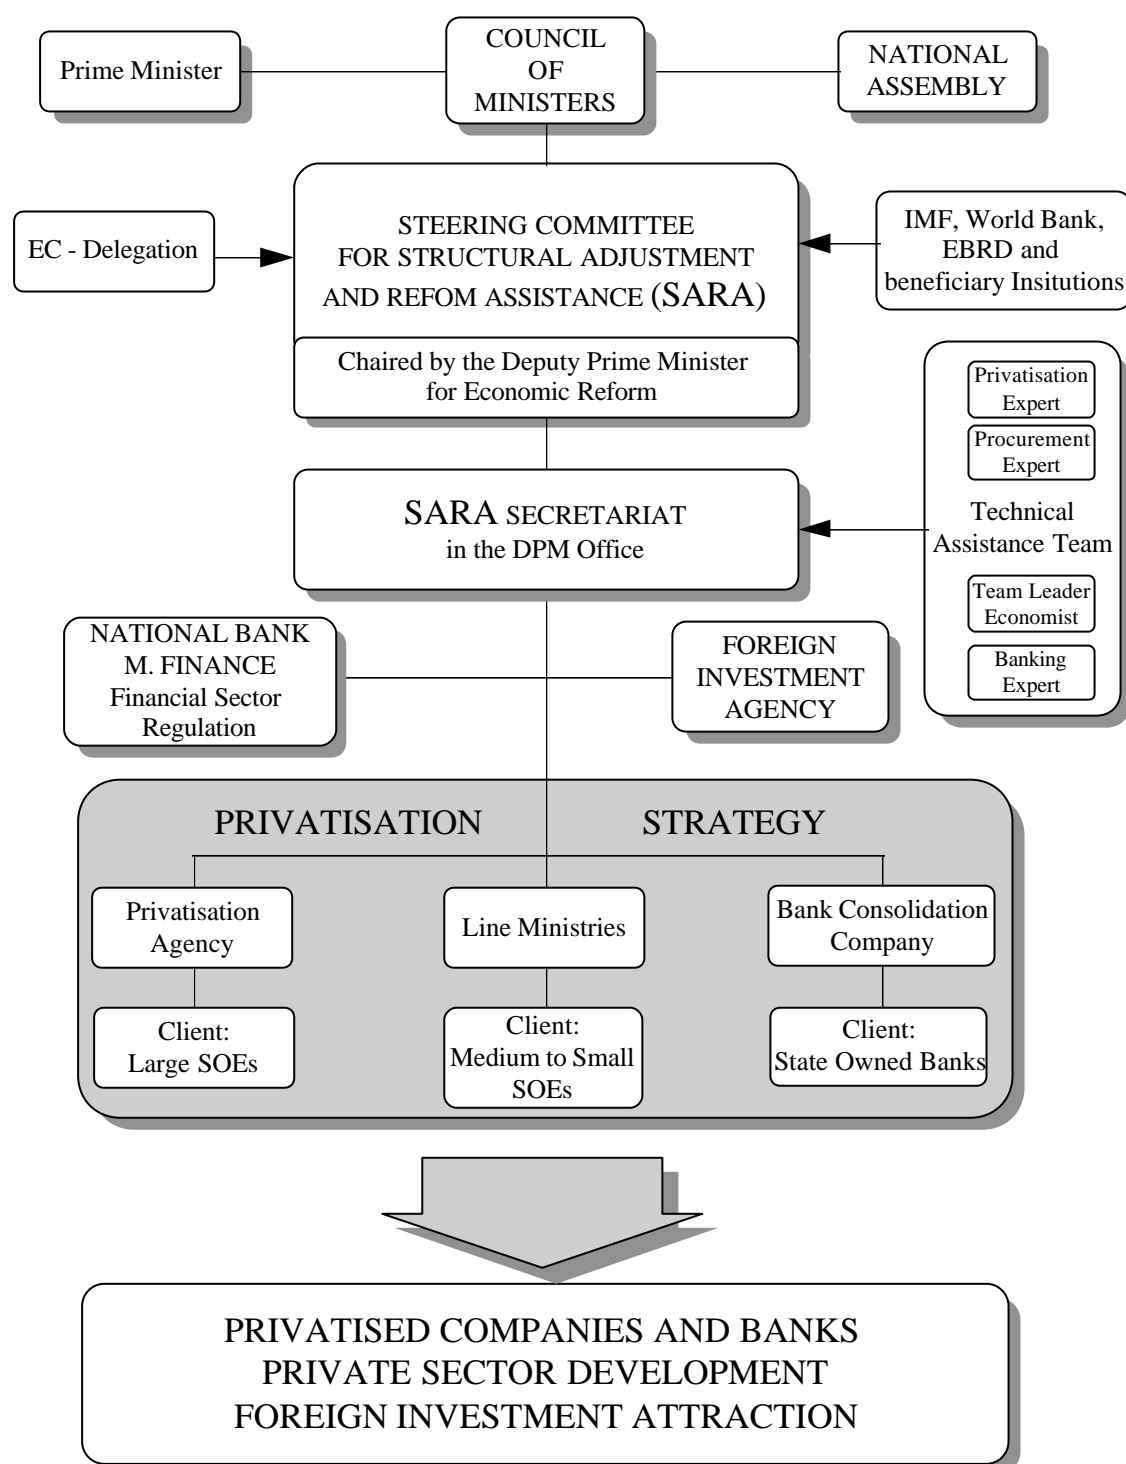 Prime Minister
COUNCIL
OF
MINISTERS
NATIONAL
ASSEMBLY
EC - Delegation
STEERING COMMITTEE
FOR STRUCTURAL ADJUSTMENT
AND REFOM ASSISTANCE (SARA)
Chaired by the Deputy Prime Minister
for Economic Reform
IMF, World Bank,
EBRD and
beneficiary Insitutions
Privatisation
Expert
Procurement
Expert
Technical
Assistance Team
Team Leader
Economist
Banking
Expert
SARA SECRETARIAT
in the DPM Office
NATIONAL BANK
M. FINANCE
Financial Sector
Regulation
FOREIGN
INVESTMENT
AGENCY
PRIVATISATION STRATEGY
Privatisation
Agency
Line Ministries
Bank Consolidation
Company
Client:
Large SOEs
Client:
Medium to Small
SOEs
Client:
State Owned Banks
PRIVATISED COMPANIES AND BANKS
PRIVATE SECTOR DEVELOPMENT
FOREIGN INVESTMENT ATTRACTION